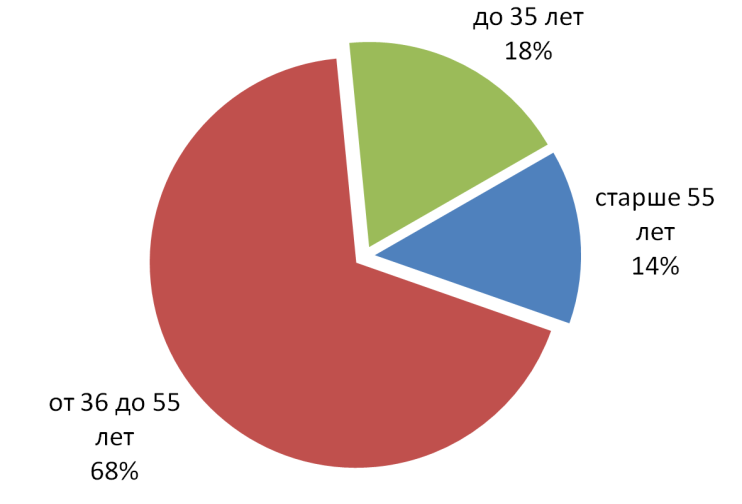 до 35 лет
18%
старше 55
лет
14%
от 36 до 55
лет
68%